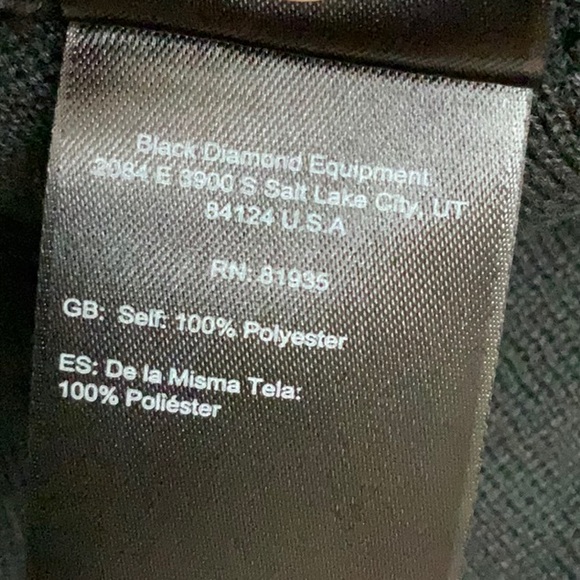 Black Diamond Equipment
2084 E 3900 S Salt Lake City, UT
84124 U.S.A
RN: 81935
GB: Self: 100% Polyester
ES: De la Misma Tela:
100% Poliéster